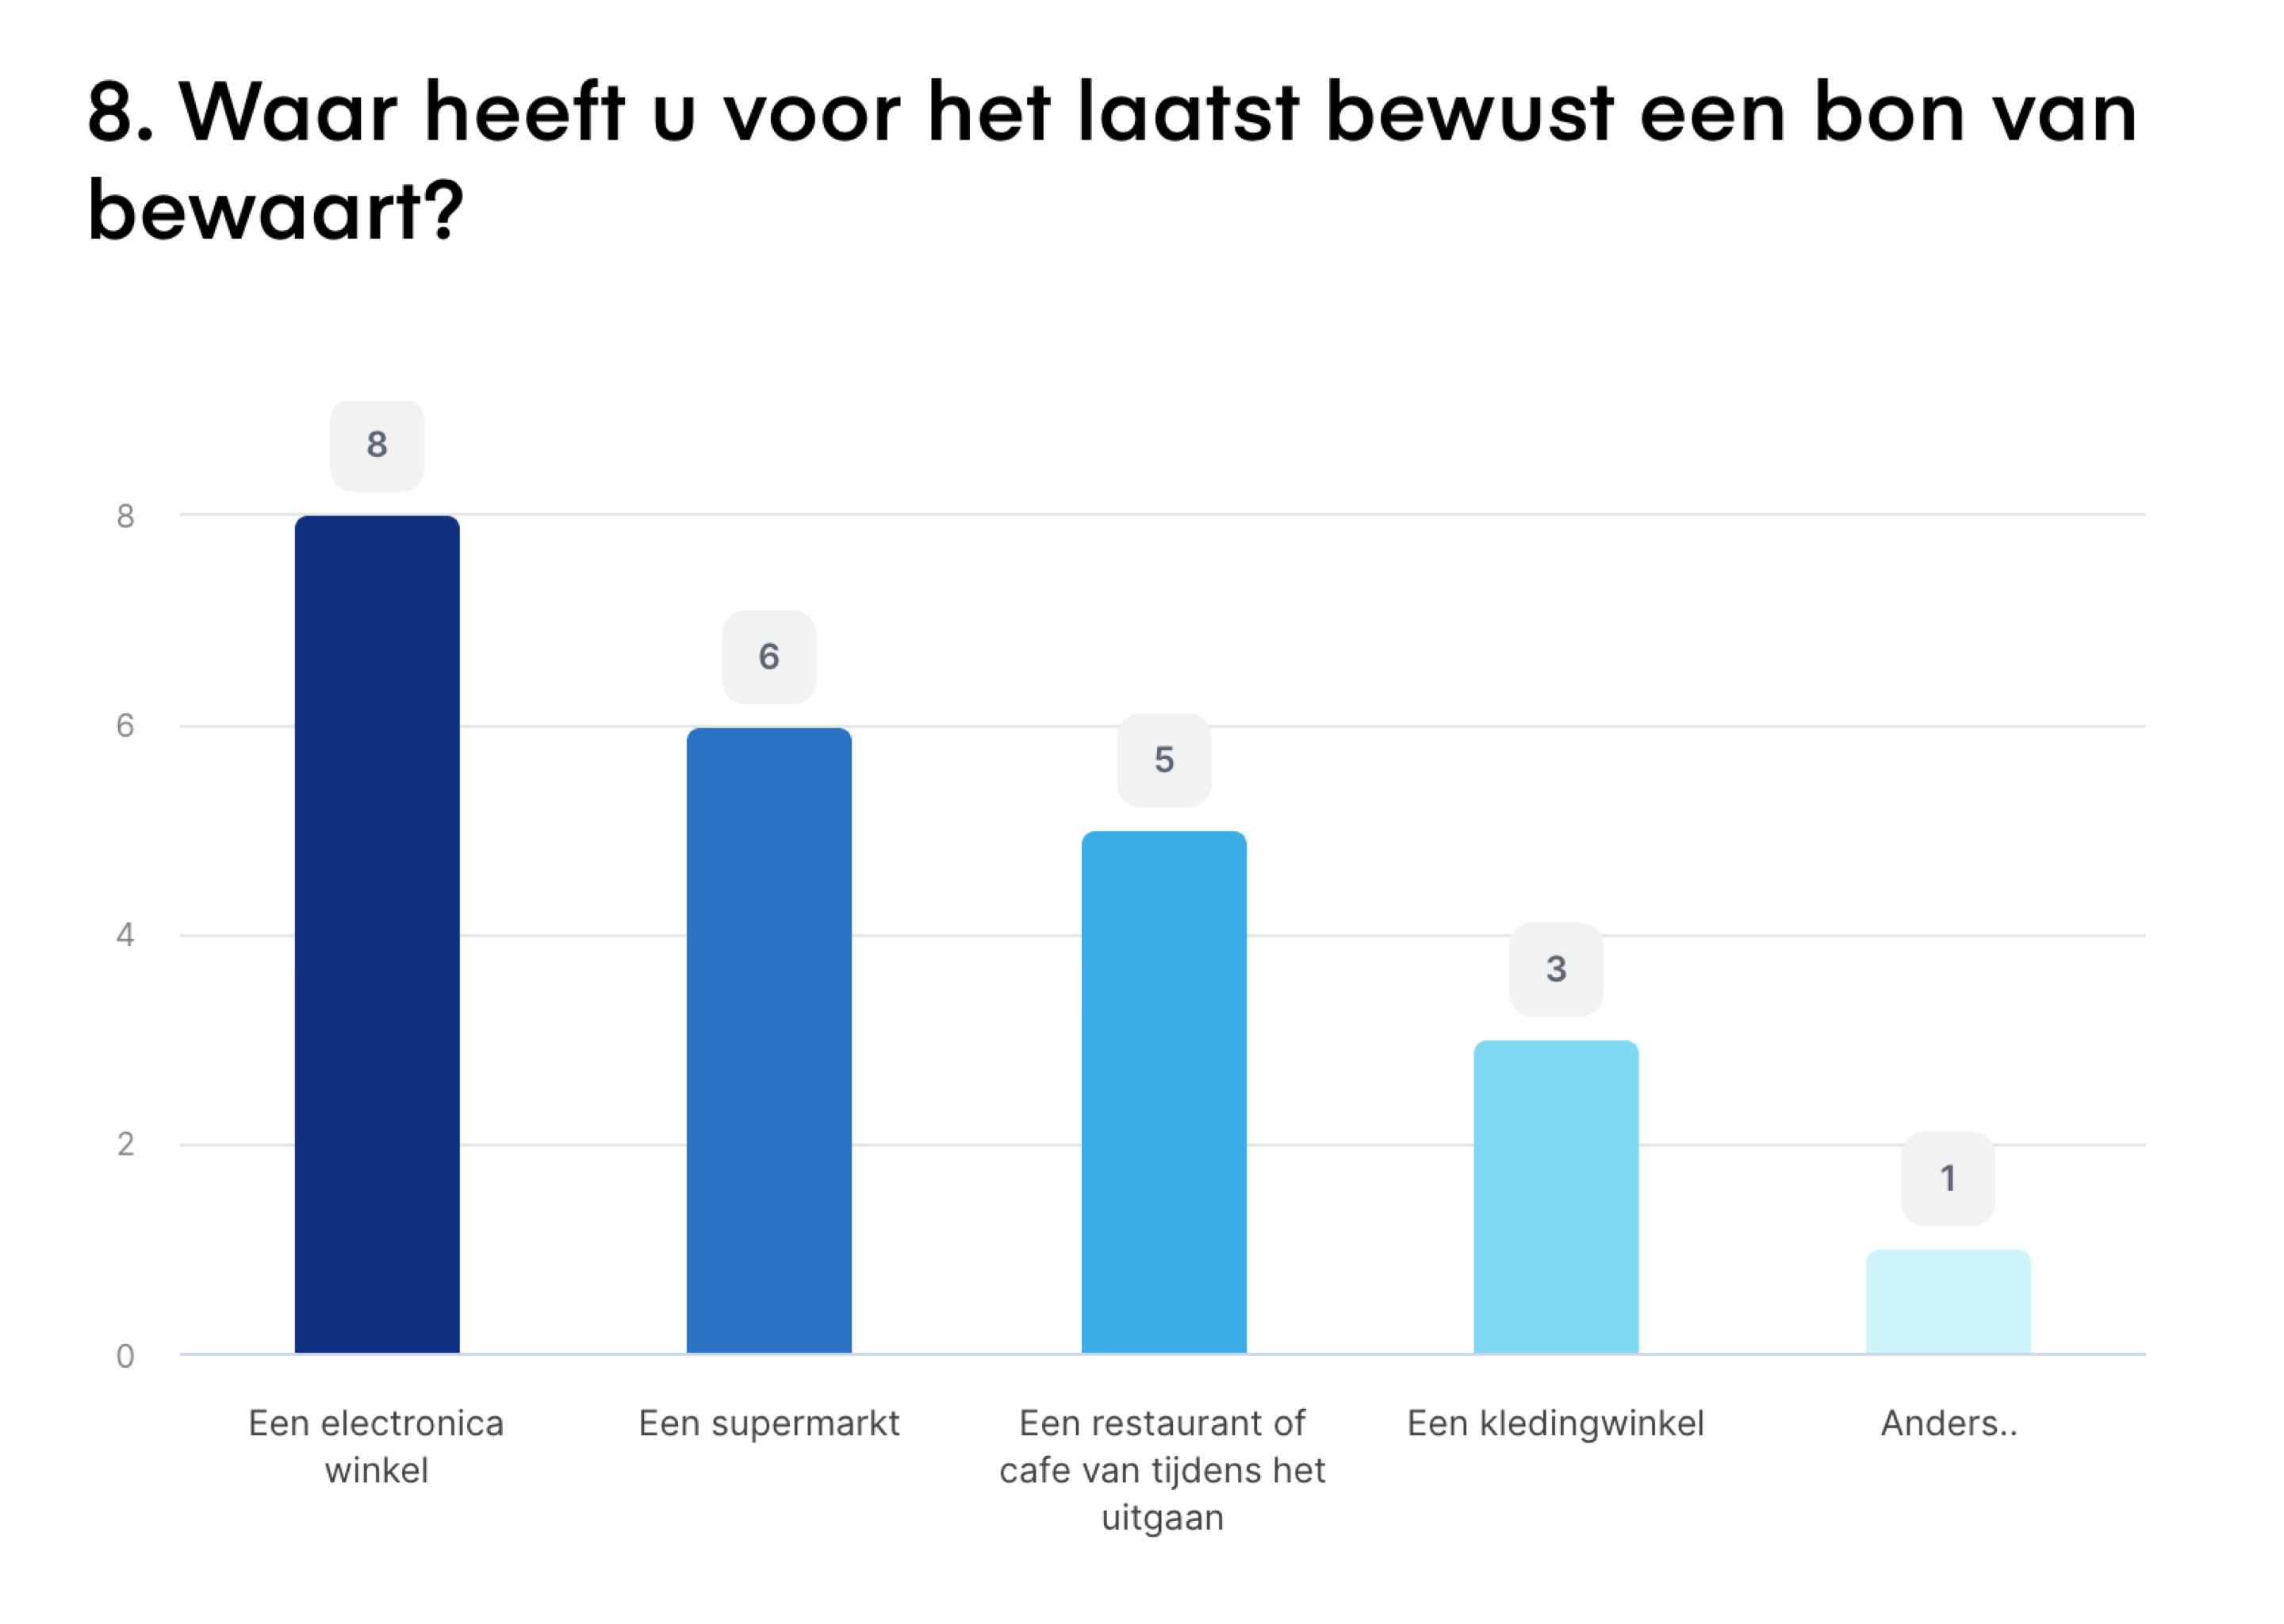 8. Waar heeft u voor het laatst bewust een bon van
bewaart?
8
8
6
6
5
4
3
2
1
0
Een electronica
winkel
Een supermarkt
Een restaurant of
cafe van tijdens het
uitgaan
Een kledingwinkel
Anders..